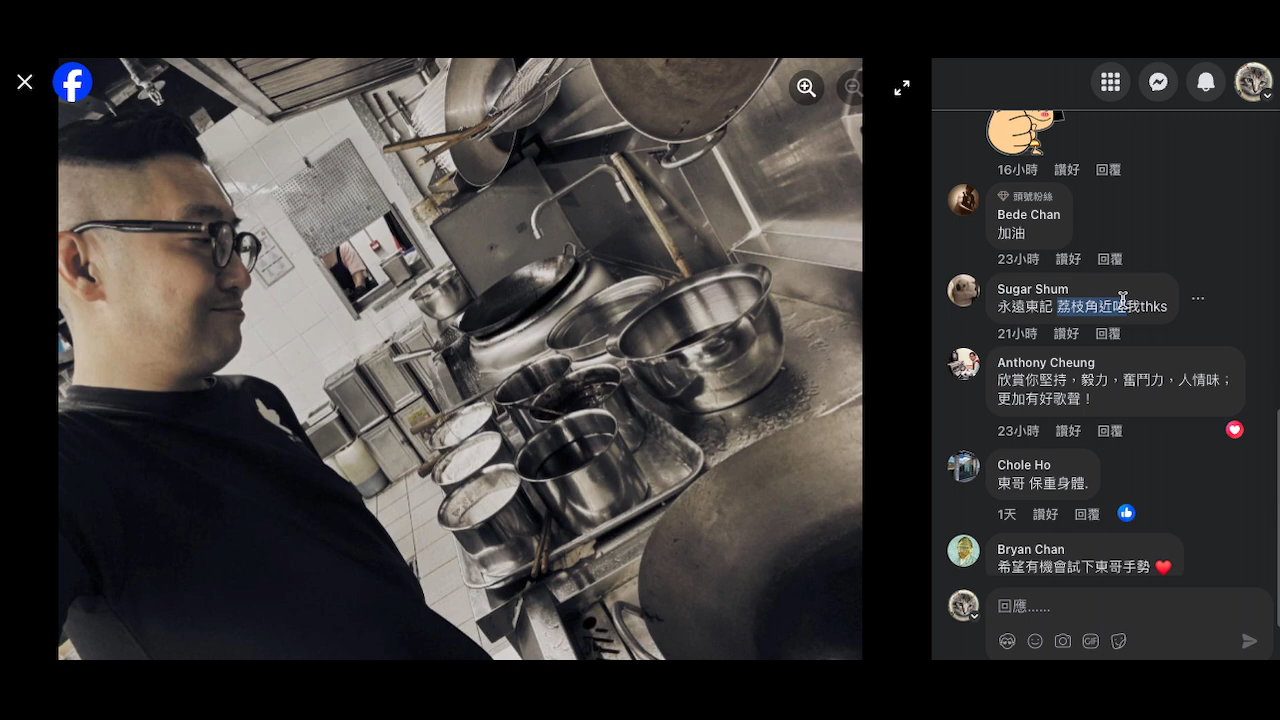 16小時 讚好 回覆
頭號粉絲
Bede Chan
加油
23小時 讚好 回覆
Sugar Shum
永遠東記 荔枝角近啱我thks
21小時 讚好 回覆
Anthony Cheung
欣賞你堅持，毅力，奮鬥力，人情味；
更加有好歌聲！
23小時 讚好 回覆
Chole Ho
東哥 保重身體.
1天 讚好 回覆
Bryan Chan
希望有機會試下東哥手勢 ❤️
回應......
GIF